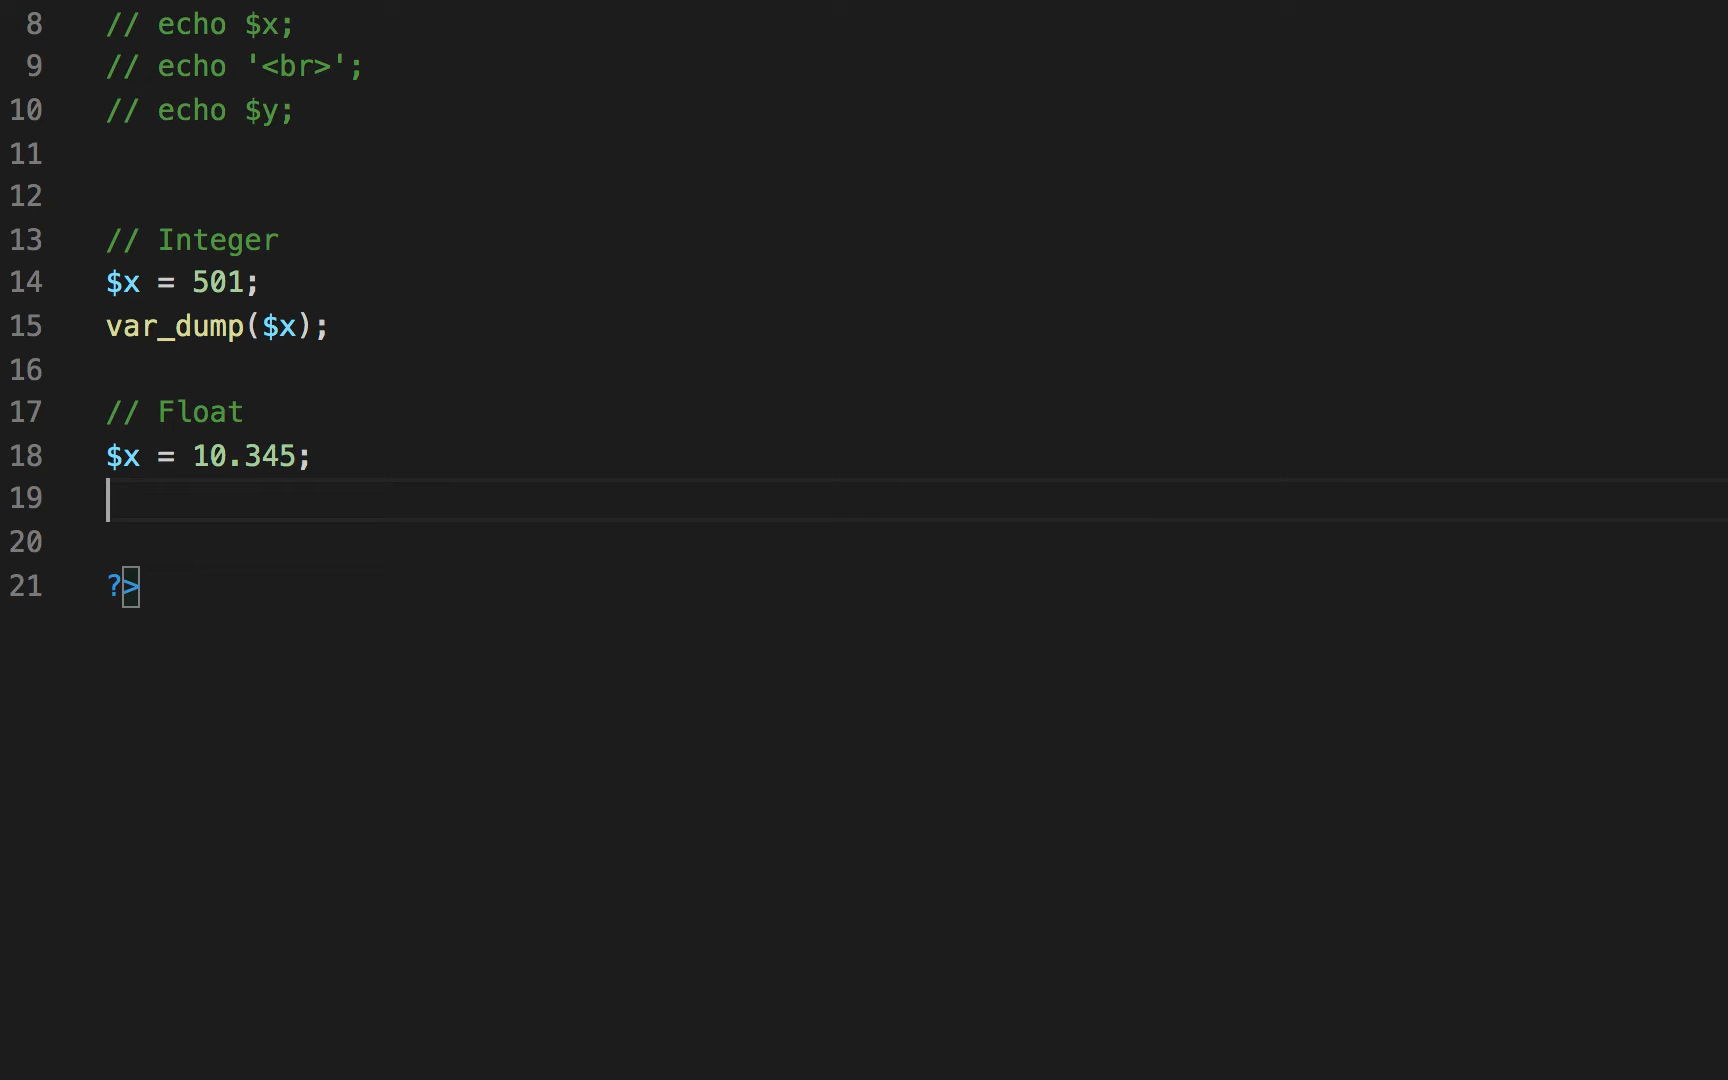 8 // echo $x;
9 // echo '<br>';
10 // echo $y;
11
12
13 // Integer
14 $x = 501;
15 var_dump($x);
16
17 // Float
18 $x = 10.345;
19
20
21 ?>